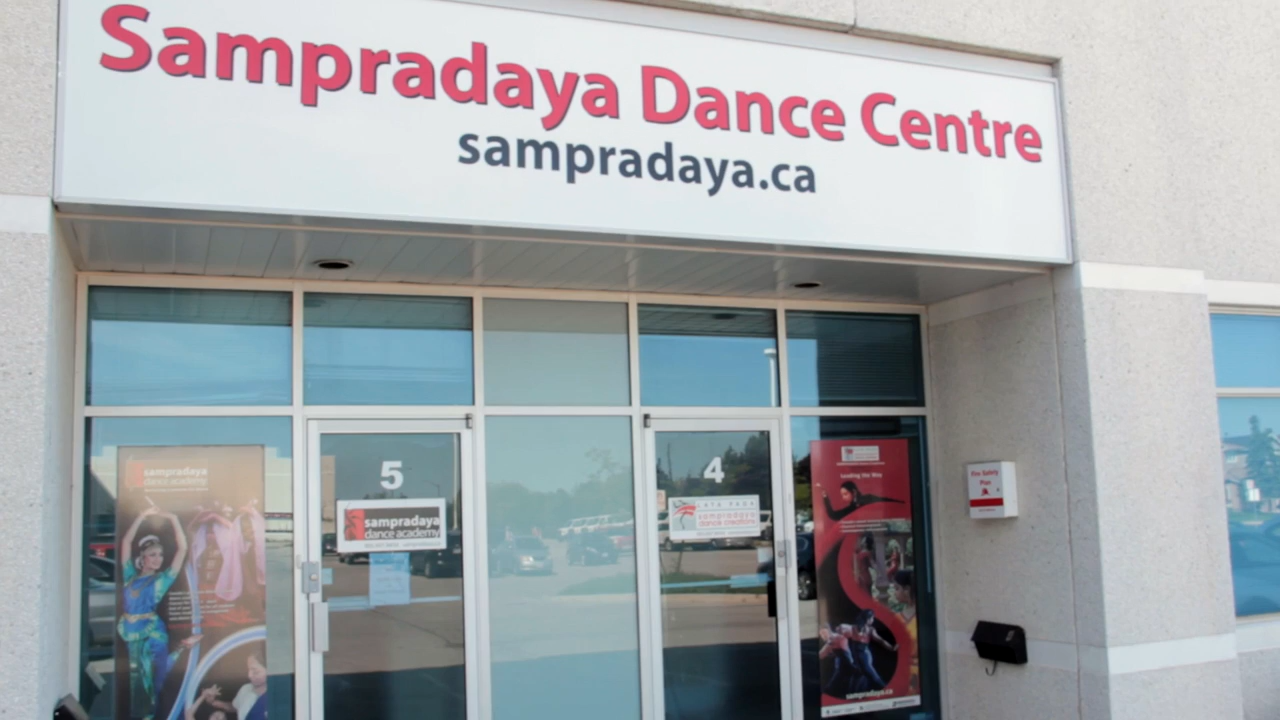 Sampradaya Dance Centre
sampradaya.ca
5
sampradaya
dance academy
4
sampradaya
dance creations
sampradaya
dance academy
Leading the Way
sampradaya.ca
Fire Safety
Plan